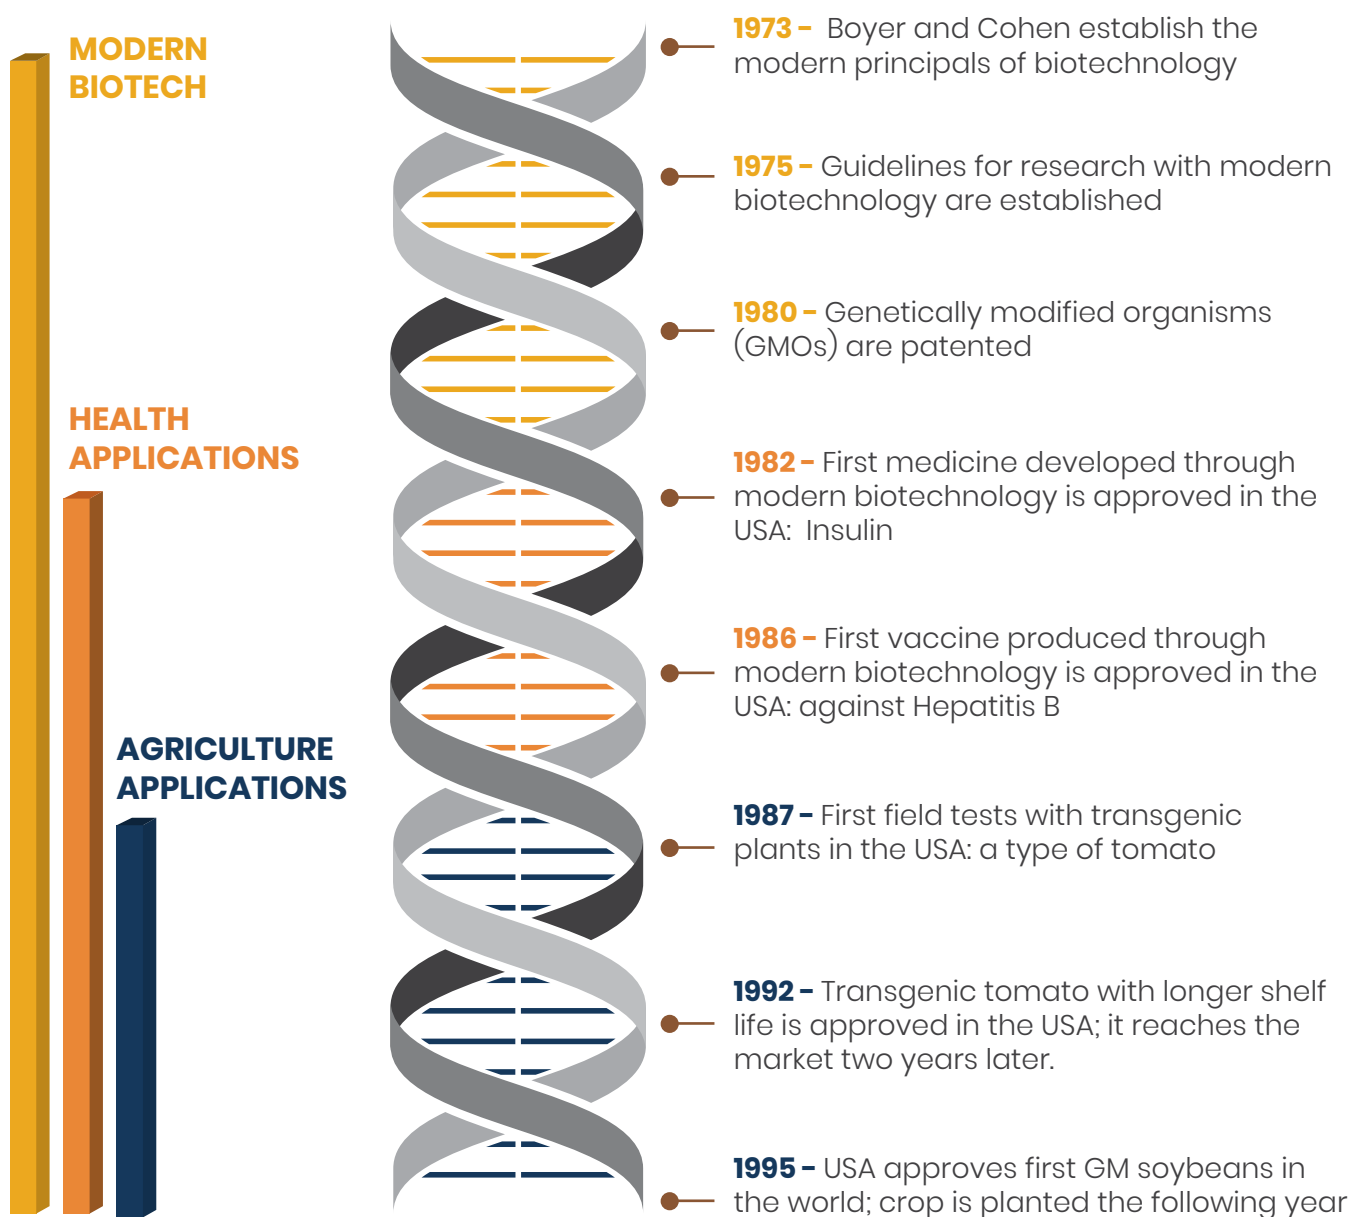 MODERN
BIOTECH
1973 - Boyer and Cohen establish the
modern principals of biotechnology
1975 - Guidelines for research with modern
biotechnology are established
1980 - Genetically modified organisms
(GMOs) are patented
HEALTH
APPLICATIONS
1982 - First medicine developed through
modern biotechnology is approved in the
USA: Insulin
1986 - First vaccine produced through
modern biotechnology is approved in the
USA: against Hepatitis B
AGRICULTURE
APPLICATIONS
1987 - First field tests with transgenic
plants in the USA: a type of tomato
1992 - Transgenic tomato with longer shelf
life is approved in the USA; it reaches the
market two years later.
1995 - USA approves first GM soybeans in
the world; crop is planted the following year